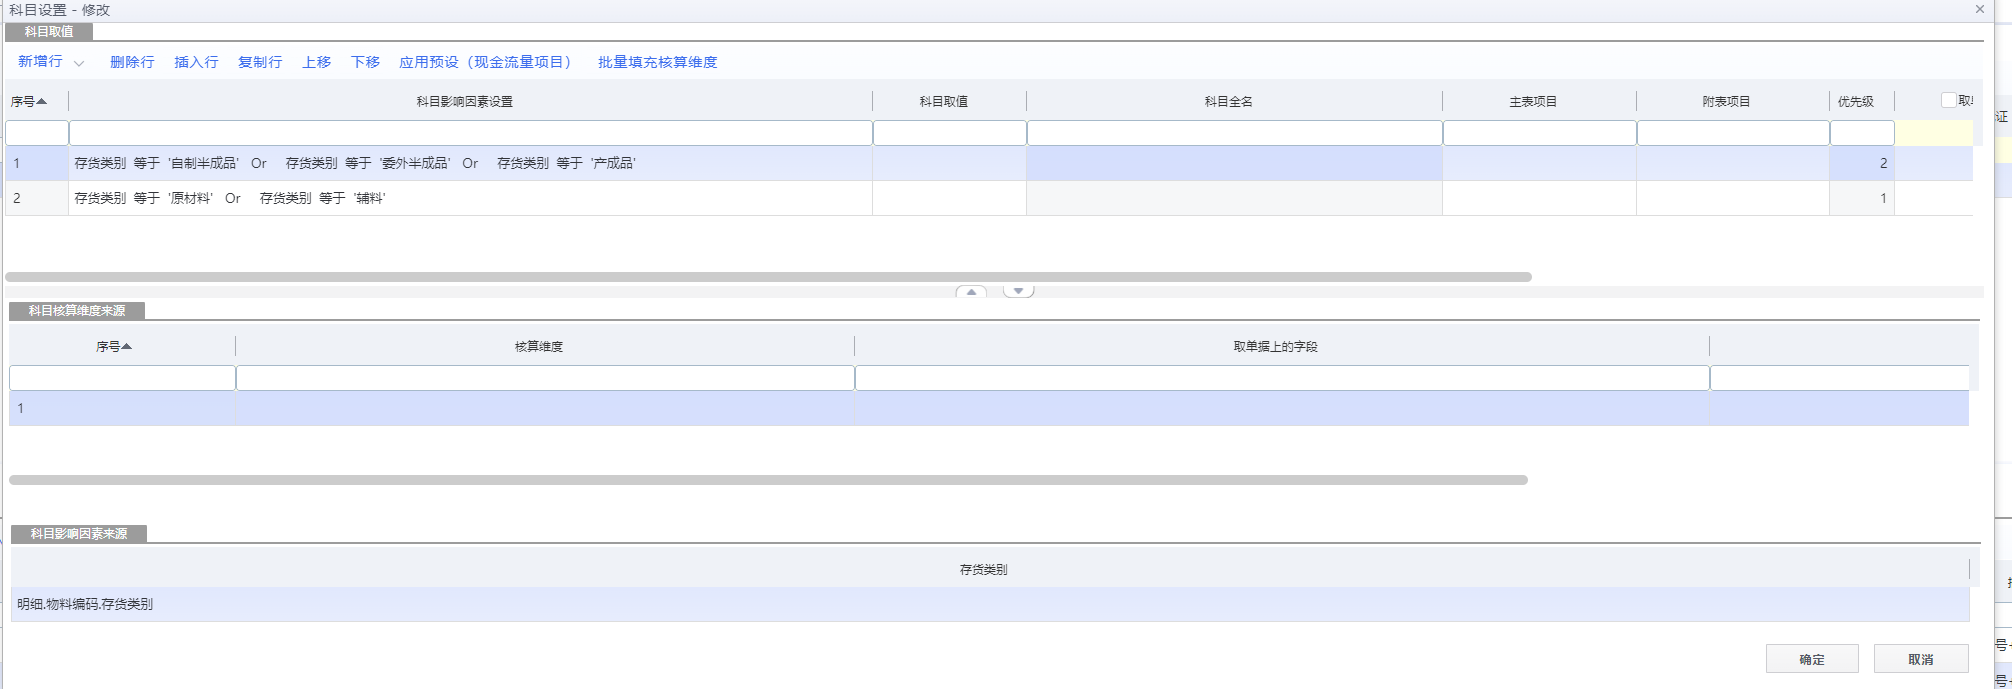 科目设置 - 修改
科目取值
新增行 删除行 插入行 复制行 上移 下移 应用预设（现金流量项目） 批量填充核算维度
序号 科目影响因素设置 科目取值 科目全名 主表项目 附表项目 优先级
1 存货类别 等于 '自制半成品' Or 存货类别 等于 '委外半成品' Or 存货类别 等于 '产成品' 2
2 存货类别 等于 '原材料' Or 存货类别 等于 '辅料' 1
科目核算维度来源
序号 核算维度 取单据上的字段
1
科目影响因素来源
存货类别
明细.物料编码.存货类别
确定 取消
证
号
号